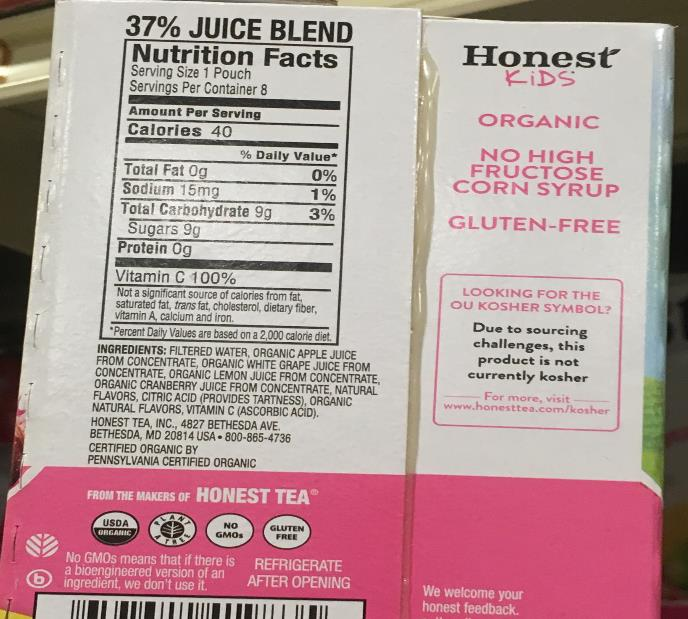 37% JUICE BLEND
Nutrition Facts
Serving Size 1 Pouch
Servings Per Container 8
Amount Per Serving
Calories 40
% Daily Value*
Total Fat 0g 0%
Sodium 15mg 1%
Total Carbohydrate 9g 3%
Sugars 9g
Protein 0g
Vitamin C 100%
Not a significant source of calories from fat,
saturated fat, trans fat, cholesterol, dietary fiber,
vitamin A, calcium and iron.
*Percent Daily Values are based on a 2,000 calorie diet.
INGREDIENTS: FILTERED WATER, ORGANIC APPLE JUICE
FROM CONCENTRATE, ORGANIC WHITE GRAPE JUICE FROM
CONCENTRATE, ORGANIC LEMON JUICE FROM CONCENTRATE,
ORGANIC CRANBERRY JUICE FROM CONCENTRATE, NATURAL
FLAVORS, CITRIC ACID (PROVIDES TARTNESS), ORGANIC
NATURAL FLAVORS, VITAMIN C (ASCORBIC ACID).
HONEST TEA, INC., 4827 BETHESDA AVE.
BETHESDA, MD 20814 USA • 800-865-4736
CERTIFIED ORGANIC BY
PENNSYLVANIA CERTIFIED ORGANIC
FROM THE MAKERS OF HONEST TEA®
USDA
ORGANIC
PLANT
TREE
NO
GMOs
GLUTEN
FREE
No GMOs means that if there is
a bioengineered version of an
ingredient, we don't use it.
b
REFRIGERATE
AFTER OPENING
Honest
KiDS
ORGANIC
NO HIGH
FRUCTOSE
CORN SYRUP
GLUTEN-FREE
LOOKING FOR THE
OU KOSHER SYMBOL?
Due to sourcing
challenges, this
product is not
currently kosher
For more, visit
www.honesttea.com/kosher
We welcome your
honest feedback.